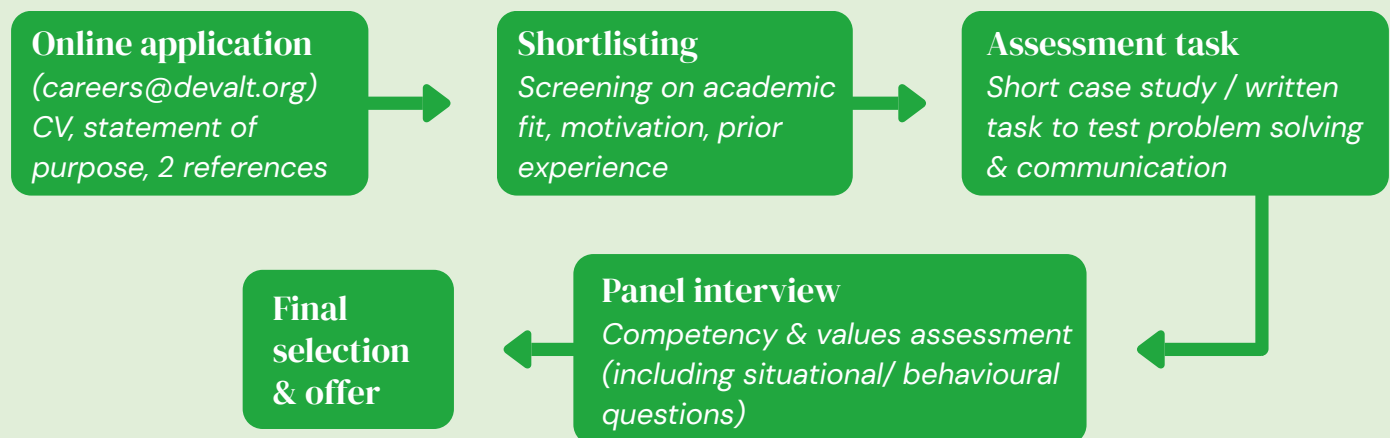 Online application
(careers@devalt.org)
CV, statement of
purpose, 2 references
Shortlisting
Screening on academic
fit, motivation, prior
experience
Assessment task
Short case study / written
task to test problem solving
& communication
Panel interview
Competency & values assessment
(including situational/ behavioural
questions)
Final
selection
& offer